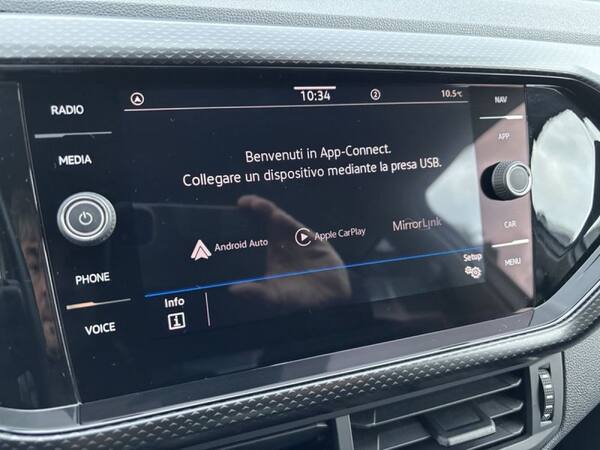 RADIO
MEDIA
PHONE
VOICE
10:34
2
10.5°C
Benvenuti in App-Connect.
Collegare un dispositivo mediante la presa USB.
Android Auto
Apple CarPlay
MirrorLink
Info
Setup
NAV
APP
CAR
MENU